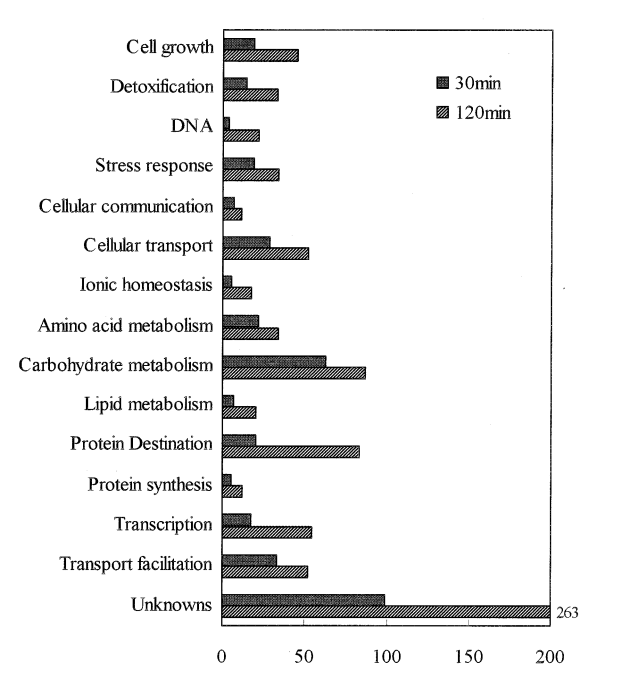 Cell growth
Detoxification
DNA
Stress response
Cellular communication
Cellular transport
Ionic homeostasis
Amino acid metabolism
Carbohydrate metabolism
Lipid metabolism
Protein Destination
Protein synthesis
Transcription
Transport facilitation
Unknowns
30min
120min
263
0 50 100 150 200